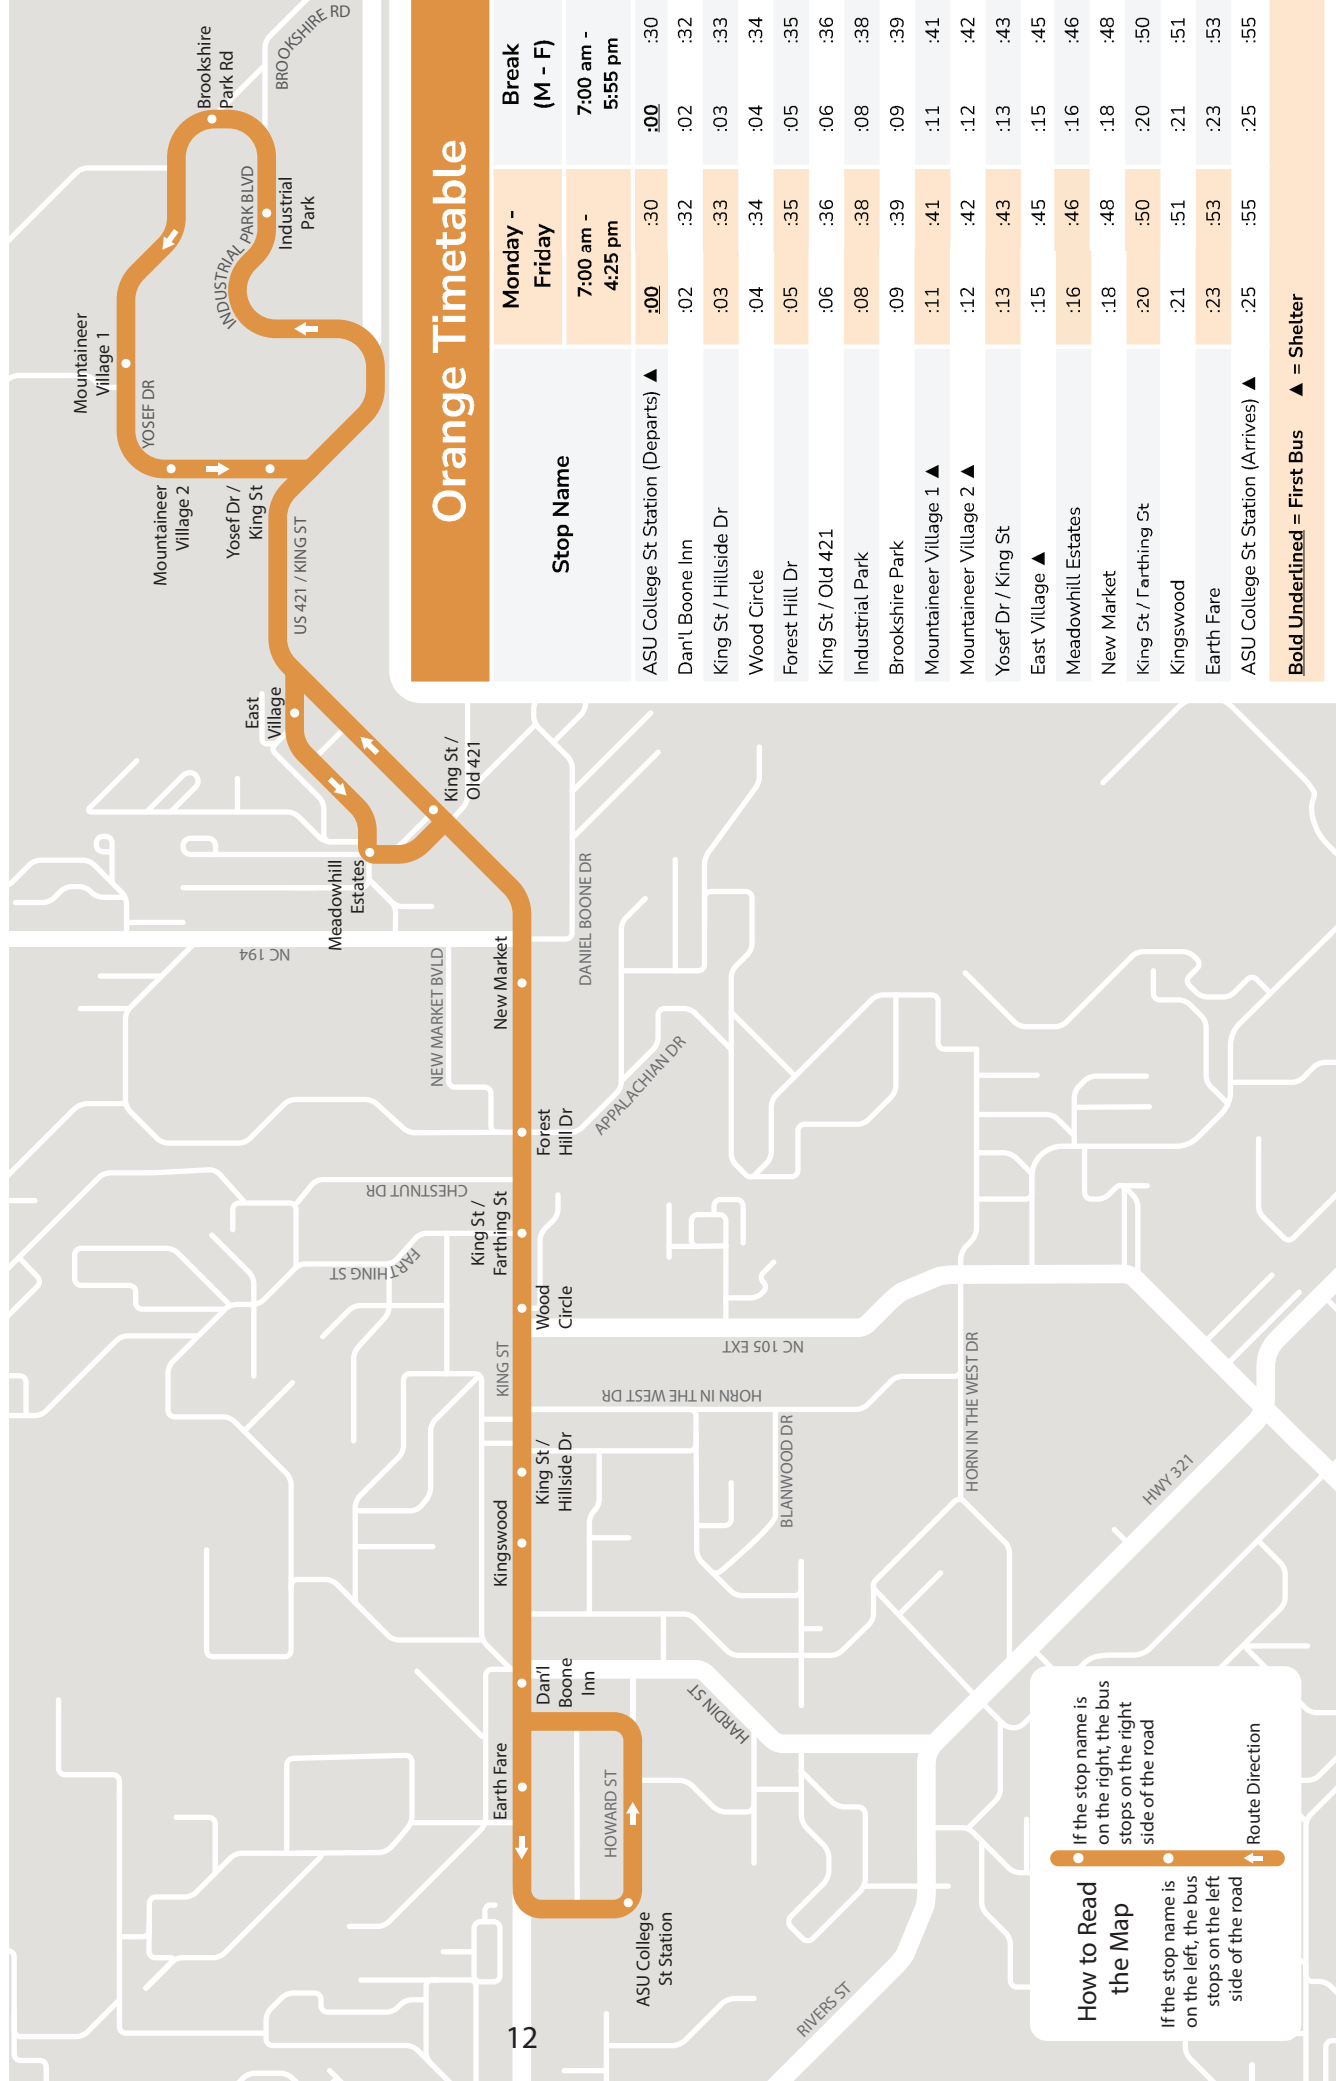 Orange Timetable
Stop Name
Monday -
Friday
Break
(M - F)
7:00 am -
4:25 pm
7:00 am -
5:55 pm
ASU College St Station (Departs) ▲ :00 :30 :00 :30
Dan'l Boone Inn :02 :32 :02 :32
King St / Hillside Dr :03 :33 :03 :33
Wood Circle :04 :34 :04 :34
Forest Hill Dr :05 :35 :05 :35
King St / Old 421 :06 :36 :06 :36
Industrial Park :08 :38 :08 :38
Brookshire Park :09 :39 :09 :39
Mountaineer Village 1 ▲ :11 :41 :11 :41
Mountaineer Village 2 ▲ :12 :42 :12 :42
Yosef Dr / King St :13 :43 :13 :43
East Village ▲ :15 :45 :15 :45
Meadowhill Estates :16 :46 :16 :46
New Market :18 :48 :18 :48
King St / Farthing St :20 :50 :20 :50
Kingswood :21 :51 :21 :51
Earth Fare :23 :53 :23 :53
ASU College St Station (Arrives) ▲ :25 :55 :25 :55
Bold Underlined = First Bus ▲ = Shelter
Mountaineer
Village 1
Brookshire
Park Rd
BROOKSHIRE RD
YOSEF DR
INDUSTRIAL PARK BLVD
Industrial
Park
Mountaineer
Village 2
Yosef Dr /
King St
US 421 / KING ST
East
Village
King St /
Old 421
Meadowhill
Estates
NC 194
NEW MARKET BVLD
New Market
DANIEL BOONE DR
Forest
Hill Dr
APPALACHIAN DR
CHESTNUT DR
FARTHING ST
King St /
Farthing St
Wood
Circle
KING ST
NC 105 EXT
HORN IN THE WEST DR
HORN IN THE WEST DR
BLANWOOD DR
HWY 321
King St /
Hillside Dr
Kingswood
Dan'l
Boone
Inn
HARDIN ST
Earth Fare
HOWARD ST
ASU College
St Station
RIVERS ST
How to Read
the Map
If the stop name is
on the right, the bus
stops on the right
side of the road
If the stop name is
on the left, the bus
stops on the left
side of the road
Route Direction
12